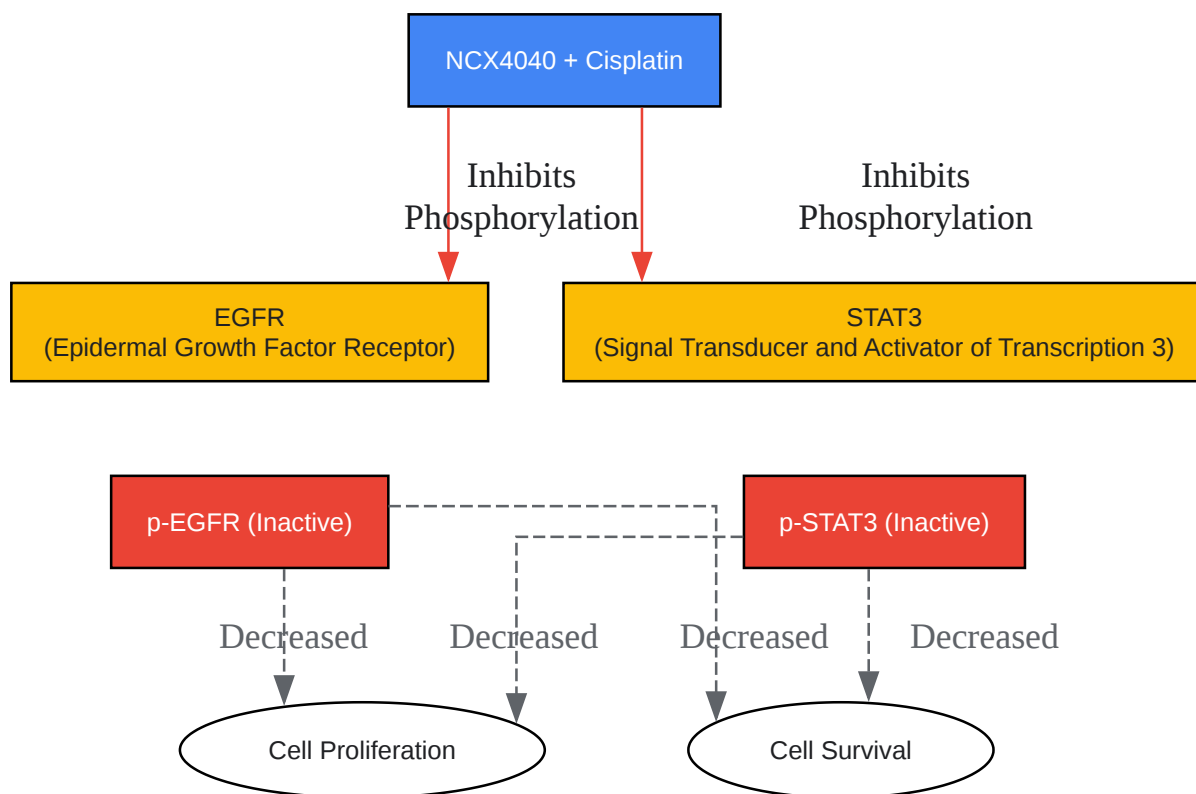 NCX4040 + Cisplatin
Inhibits
Phosphorylation
Inhibits
Phosphorylation
EGFR
(Epidermal Growth Factor Receptor)
STAT3
(Signal Transducer and Activator of Transcription 3)
p-EGFR (Inactive)
p-STAT3 (Inactive)
Decreased
Decreased
Decreased
Decreased
Cell Proliferation
Cell Survival